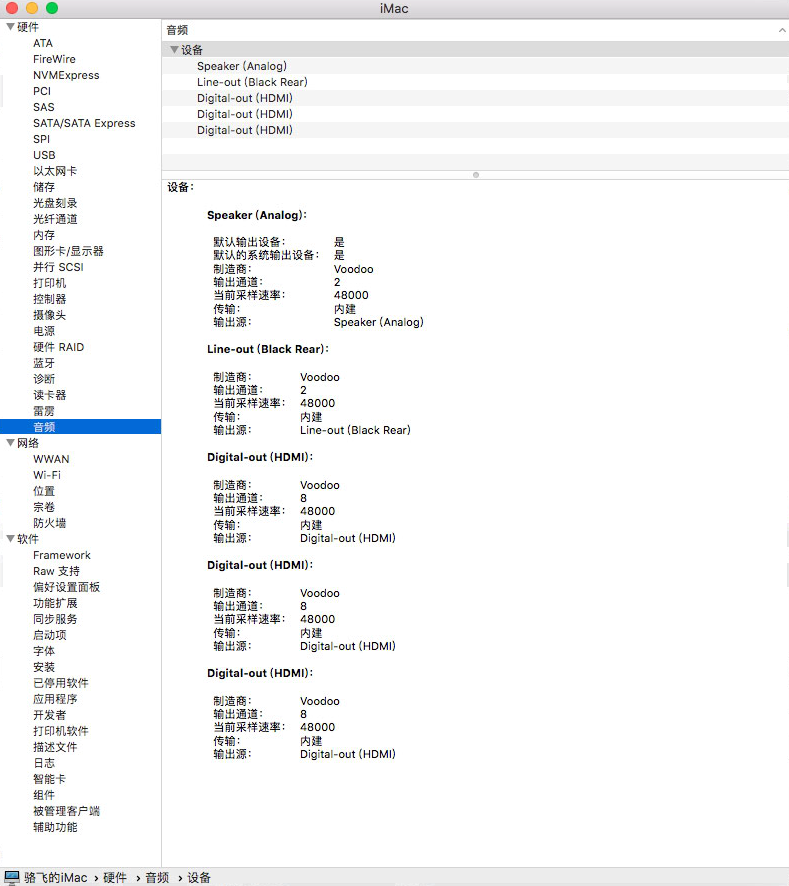 iMac
硬件
ATA
FireWire
NVMExpress
PCI
SAS
SATA/SATA Express
SPI
USB
以太网卡
储存
光盘刻录
光纤通道
内存
图形卡/显示器
并行 SCSI
打印机
控制器
摄像头
电源
硬件 RAID
蓝牙
诊断
读卡器
雷雳
音频
网络
WWAN
Wi-Fi
位置
宗卷
防火墙
软件
Framework
Raw 支持
偏好设置面板
功能扩展
同步服务
启动项
字体
安装
已停用软件
应用程序
开发者
打印机软件
描述文件
日志
智能卡
组件
被管理客户端
辅助功能
音频
设备
Speaker (Analog)
Line-out (Black Rear)
Digital-out (HDMI)
Digital-out (HDMI)
Digital-out (HDMI)
设备：
Speaker (Analog)：
默认输出设备： 是
默认的系统输出设备： 是
制造商： Voodoo
输出通道： 2
当前采样速率： 48000
传输： 内建
输出源： Speaker (Analog)
Line-out (Black Rear)：
制造商： Voodoo
输出通道： 2
当前采样速率： 48000
传输： 内建
输出源： Line-out (Black Rear)
Digital-out (HDMI)：
制造商： Voodoo
输出通道： 8
当前采样速率： 48000
传输： 内建
输出源： Digital-out (HDMI)
Digital-out (HDMI)：
制造商： Voodoo
输出通道： 8
当前采样速率： 48000
传输： 内建
输出源： Digital-out (HDMI)
Digital-out (HDMI)：
制造商： Voodoo
输出通道： 8
当前采样速率： 48000
传输： 内建
输出源： Digital-out (HDMI)
骆飞的iMac › 硬件 › 音频 › 设备